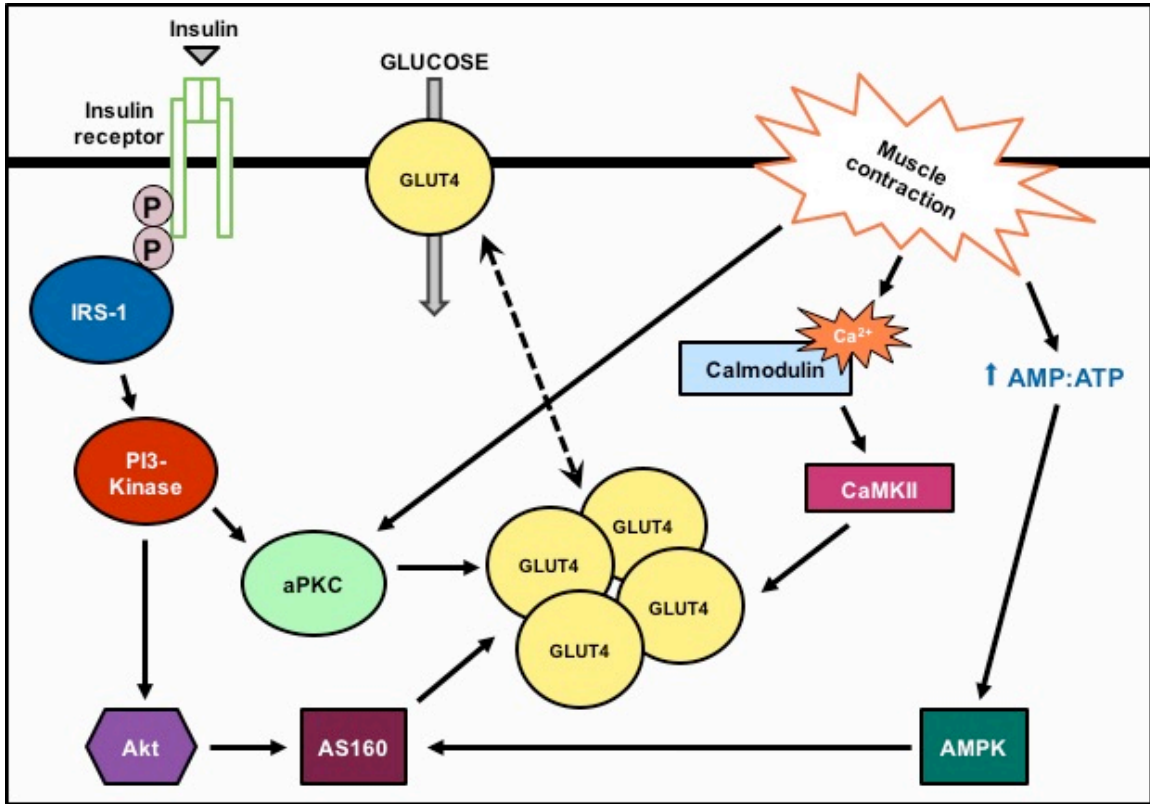 Insulin
Insulin
receptor
GLUCOSE
GLUT4
Muscle
contraction
P
P
IRS-1
Ca²⁺
Calmodulin
⬆ AMP:ATP
PI3-
Kinase
CaMKII
GLUT4
GLUT4
GLUT4
GLUT4
aPKC
Akt
AS160
AMPK